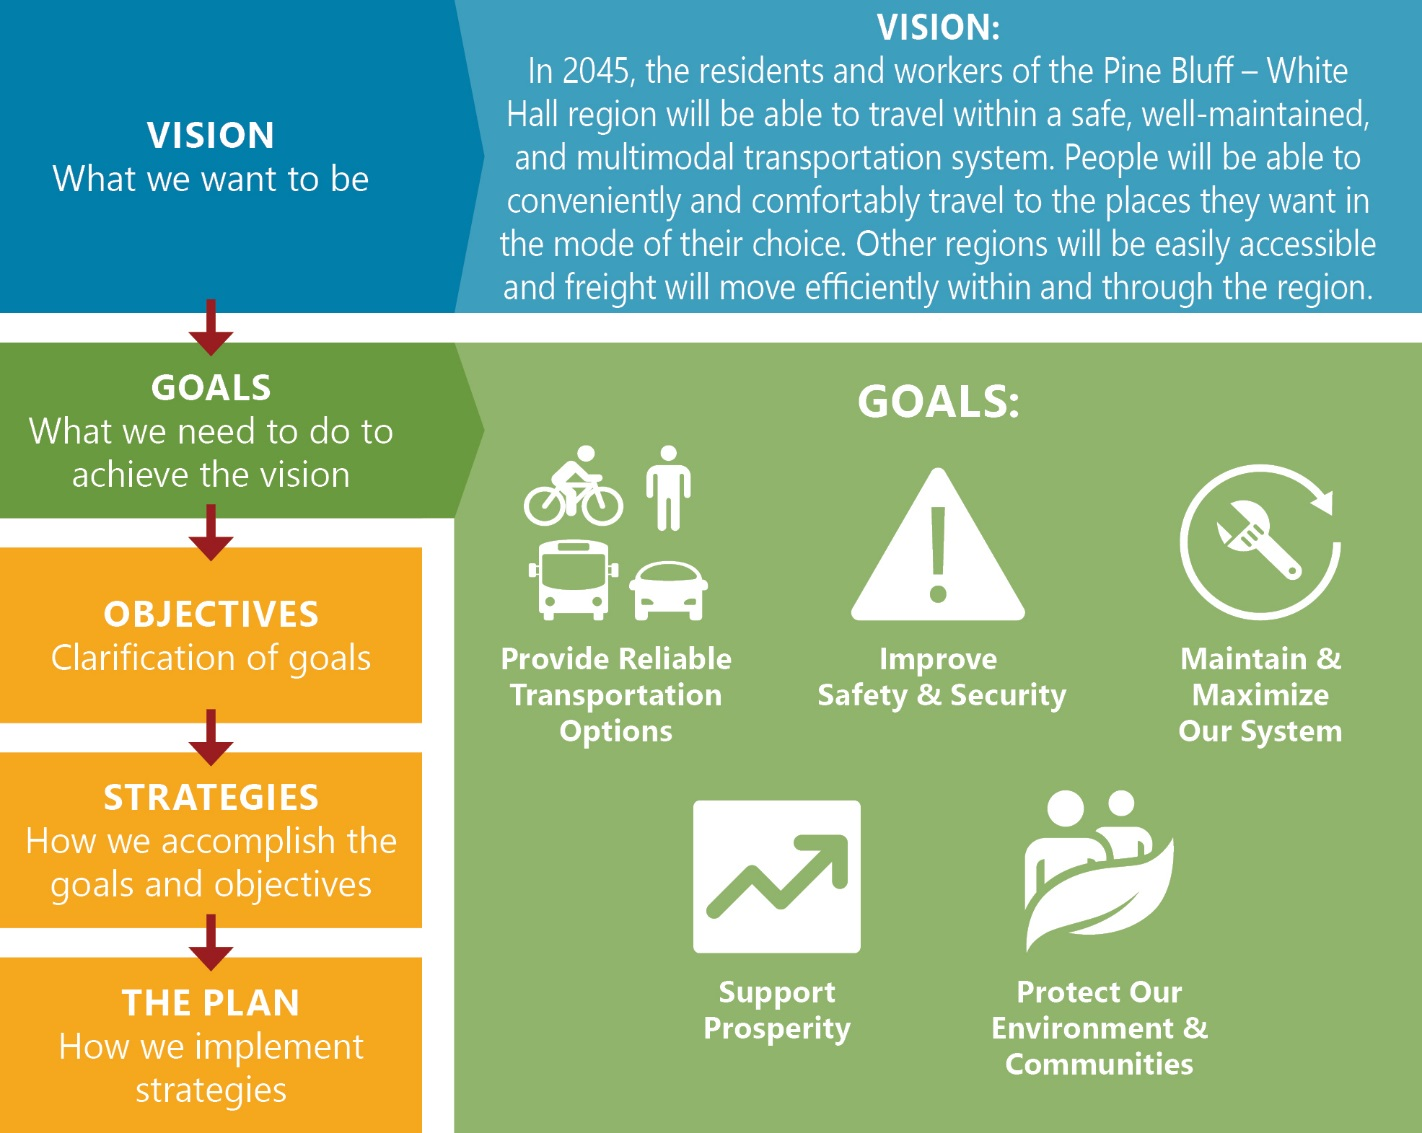 VISION
What we want to be
VISION:
In 2045, the residents and workers of the Pine Bluff – White
Hall region will be able to travel within a safe, well-maintained,
and multimodal transportation system. People will be able to
conveniently and comfortably travel to the places they want in
the mode of their choice. Other regions will be easily accessible
and freight will move efficiently within and through the region.
GOALS
What we need to do to
achieve the vision
OBJECTIVES
Clarification of goals
STRATEGIES
How we accomplish the
goals and objectives
THE PLAN
How we implement
strategies
GOALS:
Provide Reliable
Transportation
Options
Improve
Safety & Security
Maintain &
Maximize
Our System
Support
Prosperity
Protect Our
Environment &
Communities